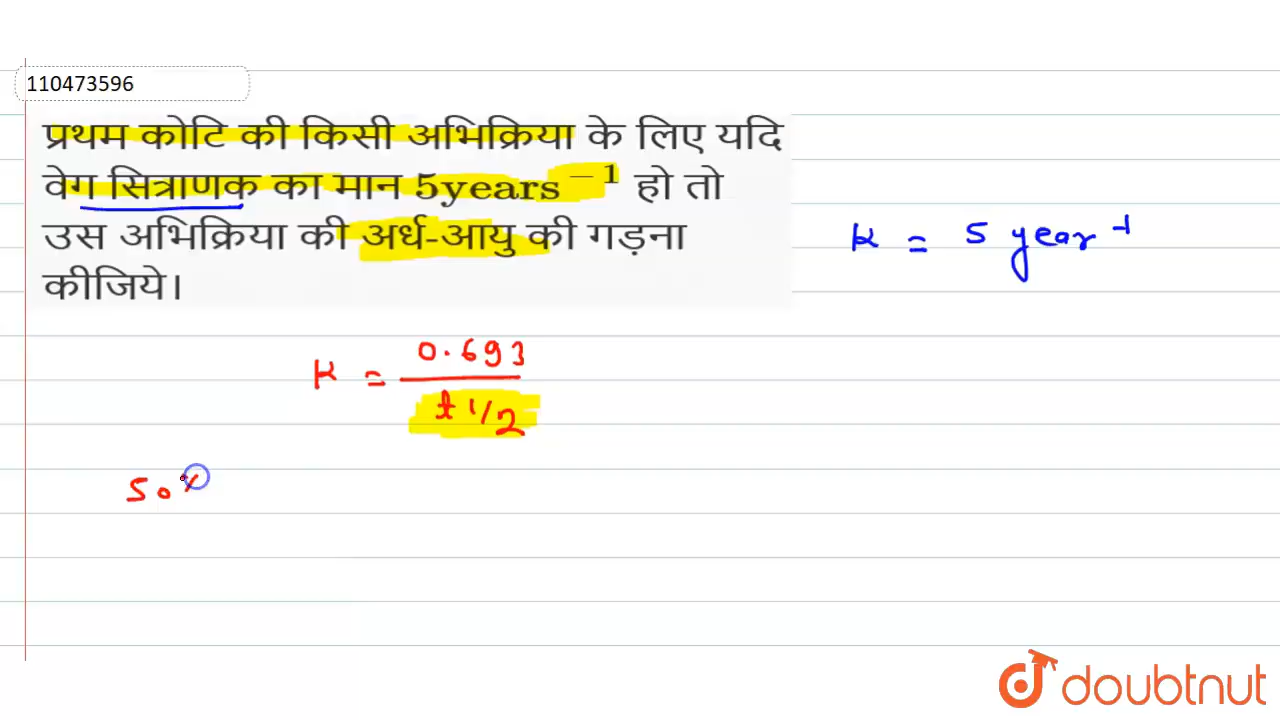 110473596
प्रथम कोटि की किसी अभिक्रिया के लिए यदि
वेग सित्राणक का मान 5years⁻¹ हो तो
उस अभिक्रिया की अर्ध-आयु की गड़ना
कीजिये।
K = 5 year⁻¹
K = 0.693 / t 1/2
50%
doubtnut